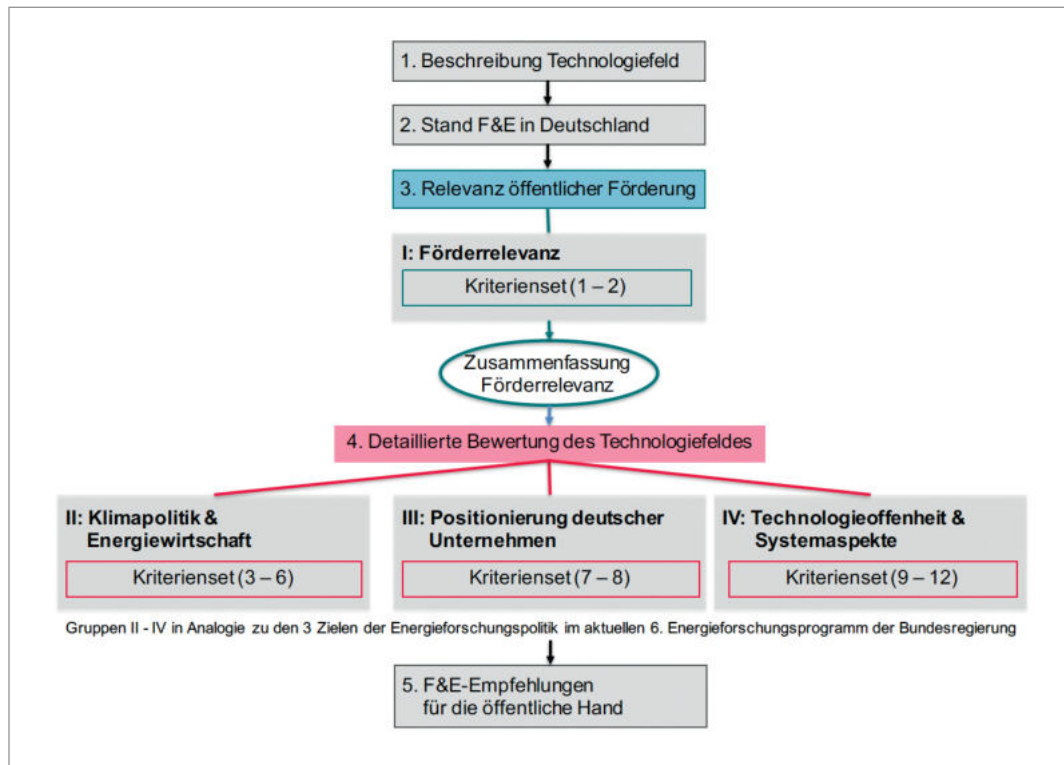 1. Beschreibung Technologiefeld
2. Stand F&E in Deutschland
3. Relevanz öffentlicher Förderung
I: Förderrelevanz
Kriterienset (1 – 2)
Zusammenfassung
Förderrelevanz
4. Detaillierte Bewertung des Technologiefeldes
II: Klimapolitik &
Energiewirtschaft
Kriterienset (3 – 6)
III: Positionierung deutscher
Unternehmen
Kriterienset (7 – 8)
IV: Technologieoffenheit &
Systemaspekte
Kriterienset (9 – 12)
Gruppen II - IV in Analogie zu den 3 Zielen der Energieforschungspolitik im aktuellen 6. Energieforschungsprogramm der Bundesregierung
5. F&E-Empfehlungen
für die öffentliche Hand